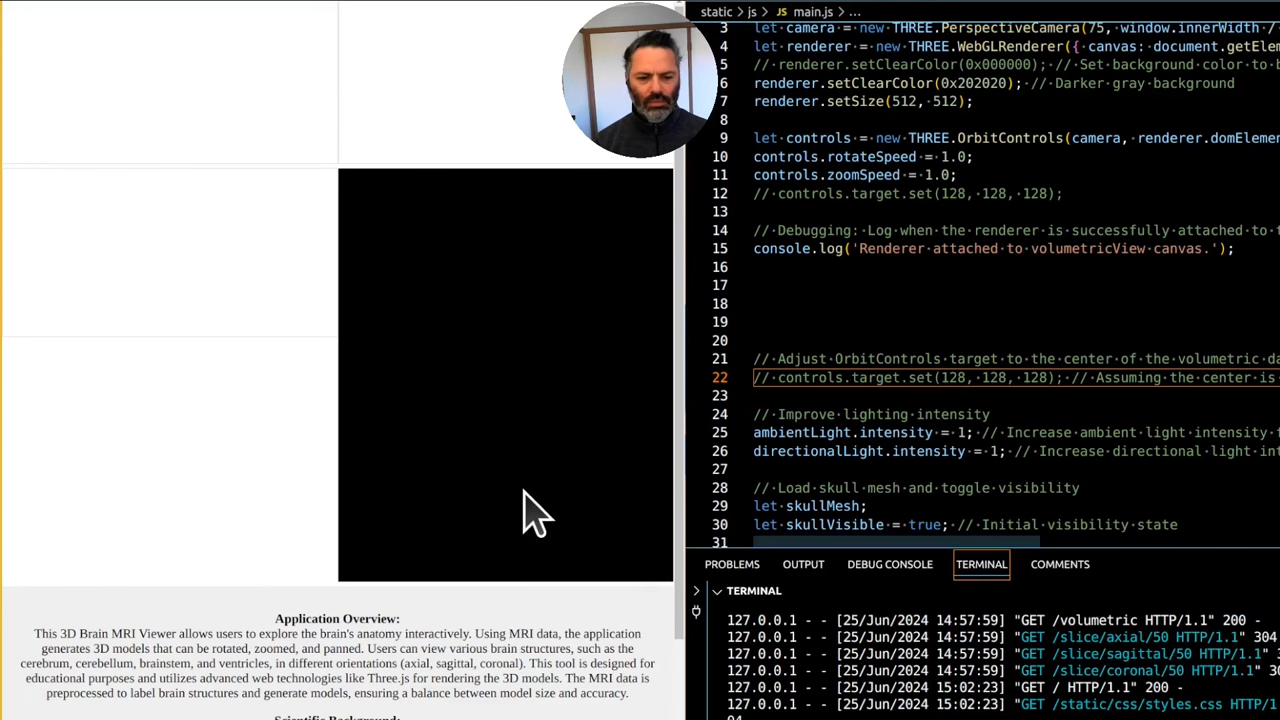 static > js > JS main.js > ...
3 let camera = new THREE.PerspectiveCamera(75, window.innerWidth /
4 let renderer = new THREE.WebGLRenderer({ canvas: document.getElem
5 // renderer.setClearColor(0x000000); // Set background color to b
6 renderer.setClearColor(0x202020); // Darker gray background
7 renderer.setSize(512, 512);
8
9 let controls = new THREE.OrbitControls(camera, renderer.domElemen
10 controls.rotateSpeed = 1.0;
11 controls.zoomSpeed = 1.0;
12 // controls.target.set(128, 128, 128);
13
14 // Debugging: Log when the renderer is successfully attached to t
15 console.log('Renderer attached to volumetricView canvas.');
16
17
18
19
20
21 // Adjust OrbitControls target to the center of the volumetric da
22 // controls.target.set(128, 128, 128); // Assuming the center is
23
24 // Improve lighting intensity
25 ambientLight.intensity = 1; // Increase ambient light intensity f
26 directionalLight.intensity = 1; // Increase directional light int
27
28 // Load skull mesh and toggle visibility
29 let skullMesh;
30 let skullVisible = true; // Initial visibility state
31
PROBLEMS OUTPUT DEBUG CONSOLE TERMINAL COMMENTS
TERMINAL
127.0.0.1 - - [25/Jun/2024 14:57:59] "GET /volumetric HTTP/1.1" 200 -
127.0.0.1 - - [25/Jun/2024 14:57:59] "GET /slice/axial/50 HTTP/1.1" 304
127.0.0.1 - - [25/Jun/2024 14:57:59] "GET /slice/sagittal/50 HTTP/1.1"
127.0.0.1 - - [25/Jun/2024 14:57:59] "GET /slice/coronal/50 HTTP/1.1" 30
127.0.0.1 - - [25/Jun/2024 15:02:23] "GET / HTTP/1.1" 200 -
127.0.0.1 - - [25/Jun/2024 15:02:23] "GET /static/css/styles.css HTTP/1
Application Overview:
This 3D Brain MRI Viewer allows users to explore the brain's anatomy interactively. Using MRI data, the application
generates 3D models that can be rotated, zoomed, and panned. Users can view various brain structures, such as the
cerebrum, cerebellum, brainstem, and ventricles, in different orientations (axial, sagittal, coronal). This tool is designed for
educational purposes and utilizes advanced web technologies like Three.js for rendering the 3D models. The MRI data is
preprocessed to label brain structures and generate models, ensuring a balance between model size and accuracy.
Scientific Background: